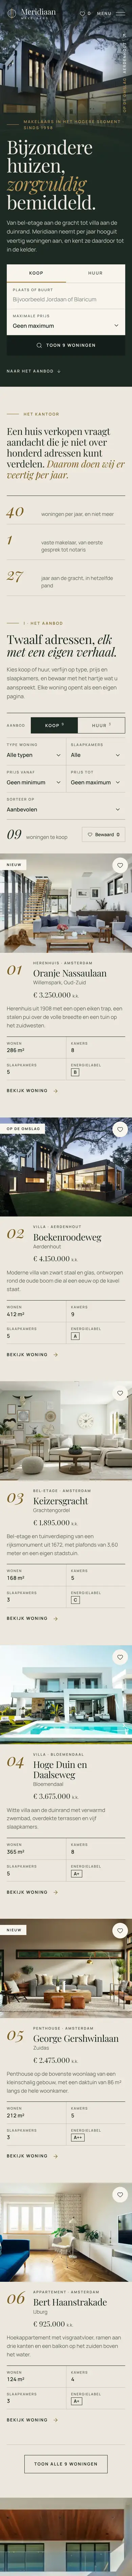 Meridiaan
MAKELAARS
0
MENU
MAKELAARS IN HET HOGERE SEGMENT
SINDS 1998
Bijzondere
huizen,
zorgvuldig
bemiddeld.
Van bel-etage aan de gracht tot villa aan de
duinrand. Meridiaan neemt per jaar hooguit
veertig woningen aan, en kent ze daardoor tot
in de kelder.
KOOP
HUUR
PLAATS OF BUURT
Bijvoorbeeld Jordaan of Blaricum
MAXIMALE PRIJS
Geen maximum
TOON 9 WONINGEN
NAAR HET AANBOD ↓
HET KANTOOR
Een huis verkopen vraagt
aandacht die je niet over
honderd adressen kunt
verdelen. Daarom doen wij er
veertig per jaar.
40
woningen per jaar, en niet meer
1
vaste makelaar, van eerste
gesprek tot notaris
27
jaar aan de gracht, in hetzelfde
pand
HET AANBOD
Twaalf adressen, elk
met een eigen verhaal.
Kies koop of huur, verfijn op type, prijs en
slaapkamers, en bewaar met het hartje wat u
aanspreekt. Elke woning opent als een eigen
pagina.
AANBOD
KOOP 9
HUUR 3
TYPE WONING
Alle typen
SLAAPKAMERS
Alle
PRIJS VANAF
Geen minimum
PRIJS TOT
Geen maximum
SORTEER OP
Aanbevolen
09 woningen te koop
Bewaard 0
NIEUW
01
HERENHUIS · AMSTERDAM
Oranje Nassaulaan
Willemspark, Oud-Zuid
€ 3.250.000 k.k.
Herenhuis uit 1908 met een open eiken trap, een
stalen pui over de volle breedte en een tuin op
het zuidwesten.
WONEN
286 m²
KAMERS
8
SLAAPKAMERS
5
ENERGIELABEL
B
BEKIJK WONING →
OP DE OMSLAG
02
VILLA · AERDENHOUT
Boekenroodeweg
Aerdenhout
€ 4.150.000 k.k.
Moderne villa van zwart staal en glas, ontworpen
rond de oude boom die al een eeuw op de kavel
staat.
WONEN
412 m²
KAMERS
9
SLAAPKAMERS
5
ENERGIELABEL
A
BEKIJK WONING →
03
BEL-ETAGE · AMSTERDAM
Keizersgracht
Grachtengordel
€ 1.895.000 k.k.
Bel-etage en tuinverdieping van een
rijksmonument uit 1672, met plafonds van 3,60
meter en een eigen stadstuin.
WONEN
168 m²
KAMERS
5
SLAAPKAMERS
3
ENERGIELABEL
C
BEKIJK WONING →
04
VILLA · BLOEMENDAAL
Hoge Duin en
Daalseweg
Bloemendaal
€ 3.675.000 k.k.
Witte villa aan de duinrand met verwarmd
zwembad, overdekte terrassen en vijf
slaapkamers.
WONEN
365 m²
KAMERS
8
SLAAPKAMERS
5
ENERGIELABEL
A+
BEKIJK WONING →
NIEUW
05
PENTHOUSE · AMSTERDAM
George Gershwinlaan
Zuidas
€ 2.475.000 k.k.
Penthouse op de bovenste woonlaag van een
kleinschalig gebouw, met een daktuin van 86 m²
langs de hele woonkamer.
WONEN
212 m²
KAMERS
5
SLAAPKAMERS
3
ENERGIELABEL
A++
BEKIJK WONING →
06
APPARTEMENT · AMSTERDAM
Bert Haanstrakade
IJburg
€ 925.000 k.k.
Hoekappartement met visgraatvloer, ramen aan
drie kanten en een balkon op het zuiden boven
het water.
WONEN
124 m²
KAMERS
4
SLAAPKAMERS
3
ENERGIELABEL
A+
BEKIJK WONING →
TOON ALLE 9 WONINGEN